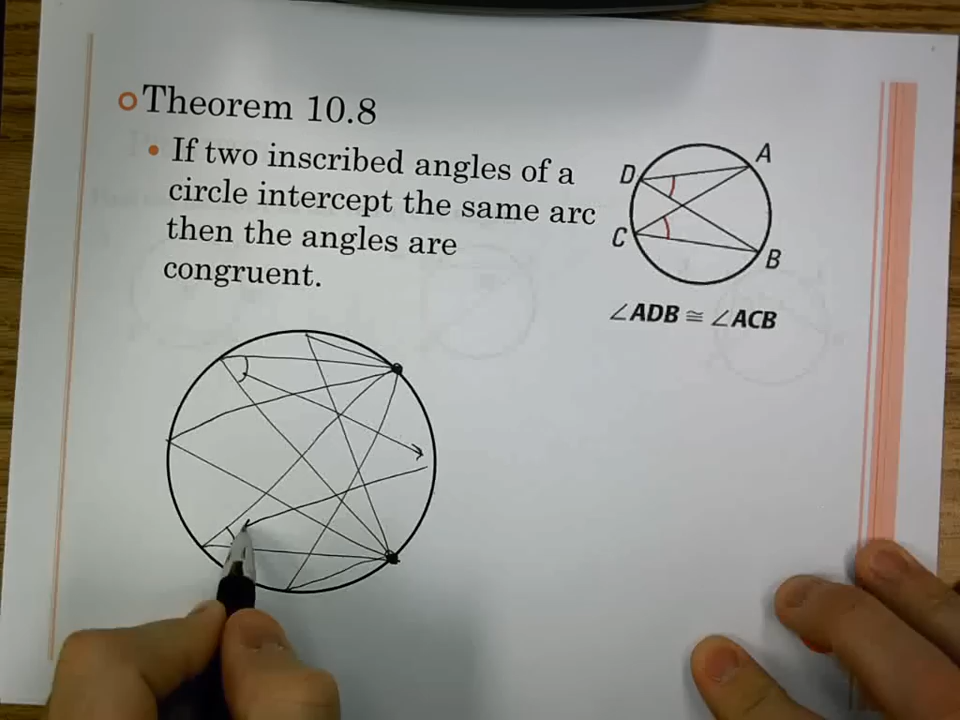 Theorem 10.8
If two inscribed angles of a
circle intercept the same arc
then the angles are
congruent.
A
D
C
B
∠ADB ≅ ∠ACB